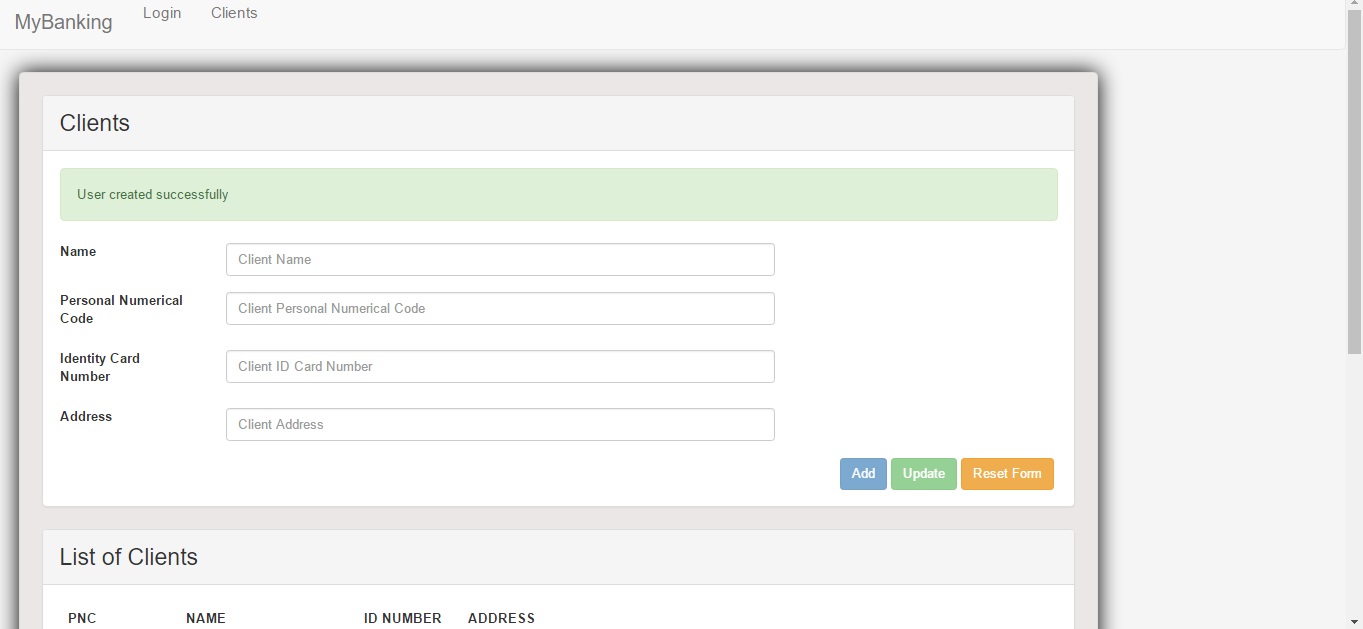 MyBanking Login Clients
Clients
User created successfully
Name Client Name
Personal Numerical
Code
Client Personal Numerical Code
Identity Card
Number
Client ID Card Number
Address Client Address
Add Update Reset Form
List of Clients
PNC NAME ID NUMBER ADDRESS